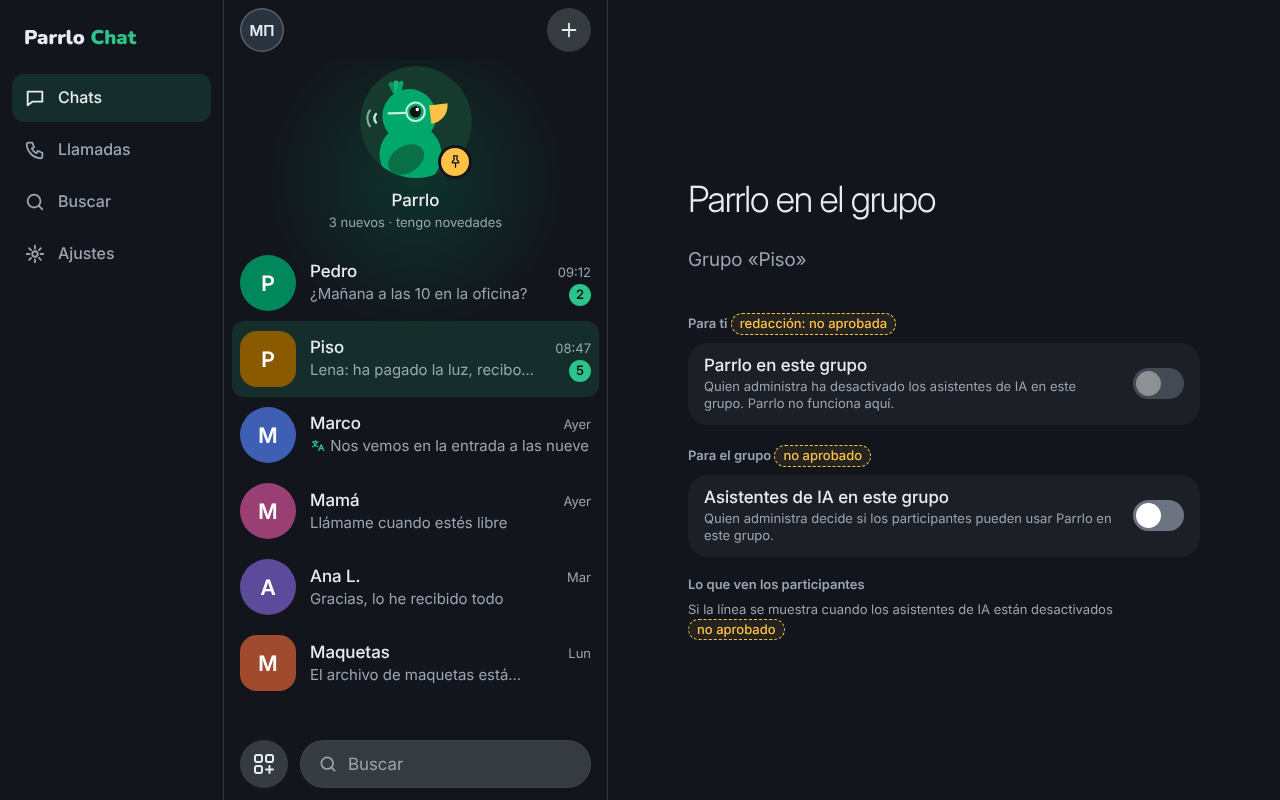 Parrlo Chat
Chats
Llamadas
Buscar
Ajustes
МП
Parrlo
3 nuevos · tengo novedades
P
Pedro
09:12
¿Mañana a las 10 en la oficina?
2
P
Piso
08:47
Lena: ha pagado la luz, recibo...
5
M
Marco
Ayer
Nos vemos en la entrada a las nueve
M
Mamá
Ayer
Llámame cuando estés libre
A
Ana L.
Mar
Gracias, lo he recibido todo
M
Maquetas
Lun
El archivo de maquetas está...
Buscar
Parrlo en el grupo
Grupo «Piso»
Para ti redacción: no aprobada
Parrlo en este grupo
Quien administra ha desactivado los asistentes de IA en este
grupo. Parrlo no funciona aquí.
Para el grupo no aprobado
Asistentes de IA en este grupo
Quien administra decide si los participantes pueden usar Parrlo en
este grupo.
Lo que ven los participantes
Si la línea se muestra cuando los asistentes de IA están desactivados
no aprobado